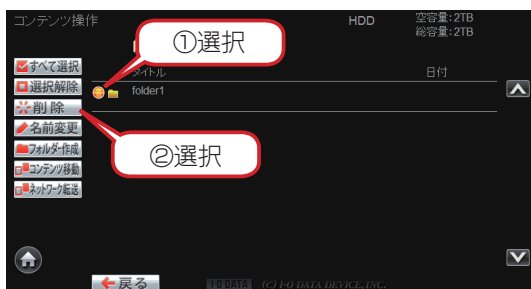 コンテンツ操作
HDD
空容量:2TB
総容量:2TB
①選択
すべて選択
タイトル
日付
選択解除
folder1
削 除
名前変更
②選択
フォルダ作成
コンテンツ移動
ネットワーク転送
戻る
I-O DATA (C) I-O DATA DEVICE, INC.